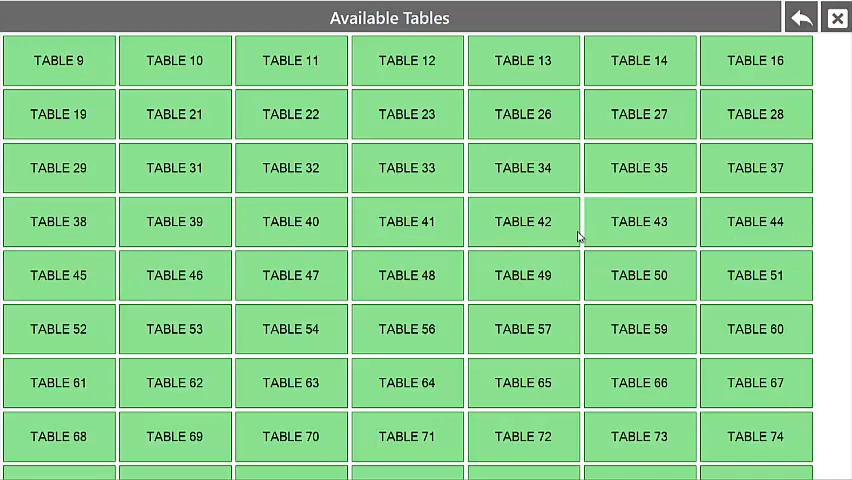 Available Tables
TABLE 9 TABLE 10 TABLE 11 TABLE 12 TABLE 13 TABLE 14 TABLE 16
TABLE 19 TABLE 21 TABLE 22 TABLE 23 TABLE 26 TABLE 27 TABLE 28
TABLE 29 TABLE 31 TABLE 32 TABLE 33 TABLE 34 TABLE 35 TABLE 37
TABLE 38 TABLE 39 TABLE 40 TABLE 41 TABLE 42 TABLE 43 TABLE 44
TABLE 45 TABLE 46 TABLE 47 TABLE 48 TABLE 49 TABLE 50 TABLE 51
TABLE 52 TABLE 53 TABLE 54 TABLE 56 TABLE 57 TABLE 59 TABLE 60
TABLE 61 TABLE 62 TABLE 63 TABLE 64 TABLE 65 TABLE 66 TABLE 67
TABLE 68 TABLE 69 TABLE 70 TABLE 71 TABLE 72 TABLE 73 TABLE 74